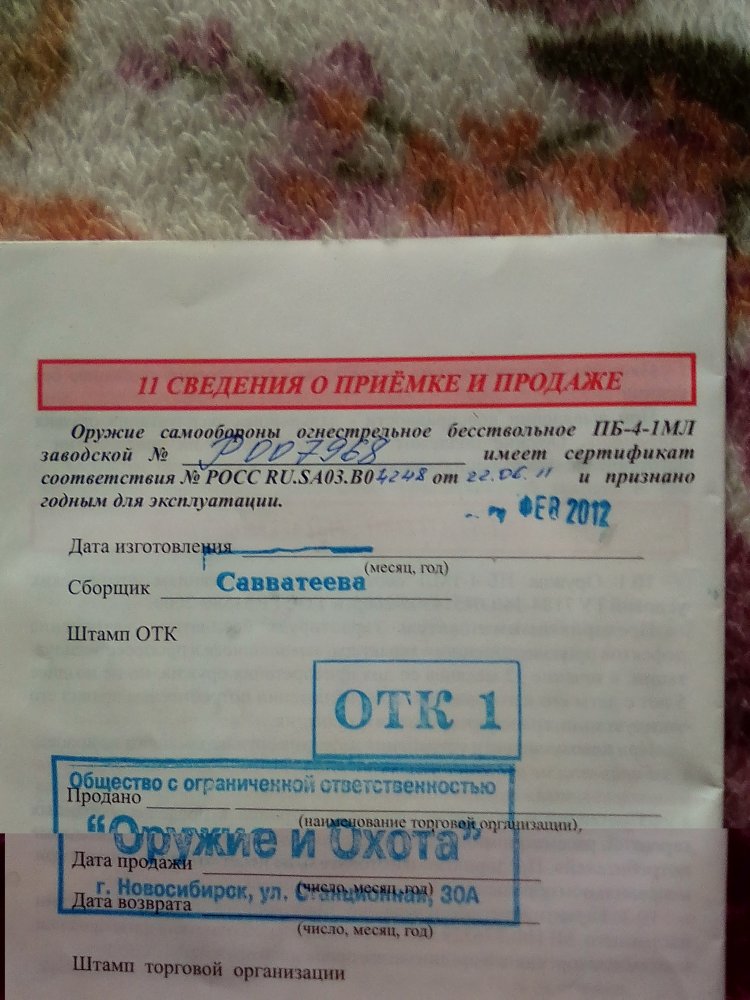 11 СВЕДЕНИЯ О ПРИЁМКЕ И ПРОДАЖЕ
Оружие самообороны огнестрельное бесствольное ПБ-4-1МЛ
заводской № Р007968 имеет сертификат
соответствия № РОСС RU.SA03.B04248 от 22.06.11 и признано
годным для эксплуатации.
ФЕВ 2012
Дата изготовления
(месяц, год)
Сборщик Савватеева
Штамп ОТК
ОТК 1
Общество с ограниченной ответственностью
Продано
(наименование торговой организации),
“Оружие и Охота”
Дата продажи
(число, месяц, год)
г. Новосибирск, ул. Станционная, 30А
Дата возврата
(число, месяц, год)
Штамп торговой организации